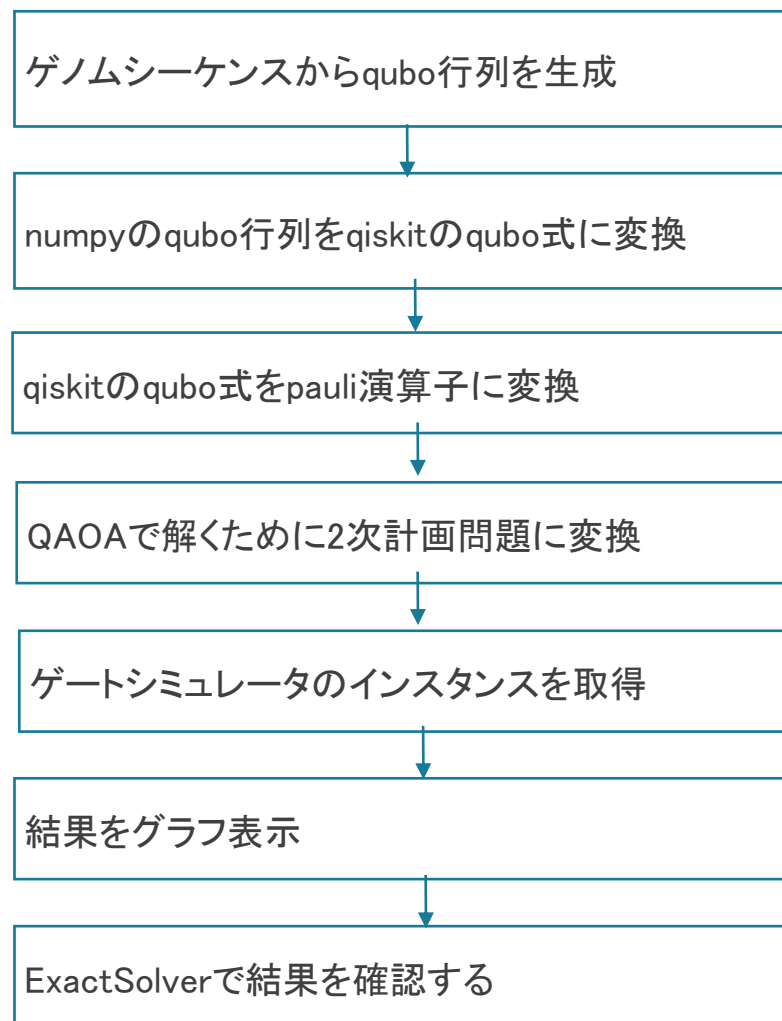 ゲノムシーケンスからqubo行列を生成
numpyのqubo行列をqiskitのqubo式に変換
qiskitのqubo式をpauli演算子に変換
QAOAで解くために2次計画問題に変換
ゲートシミュレータのインスタンスを取得
結果をグラフ表示
ExactSolverで結果を確認する